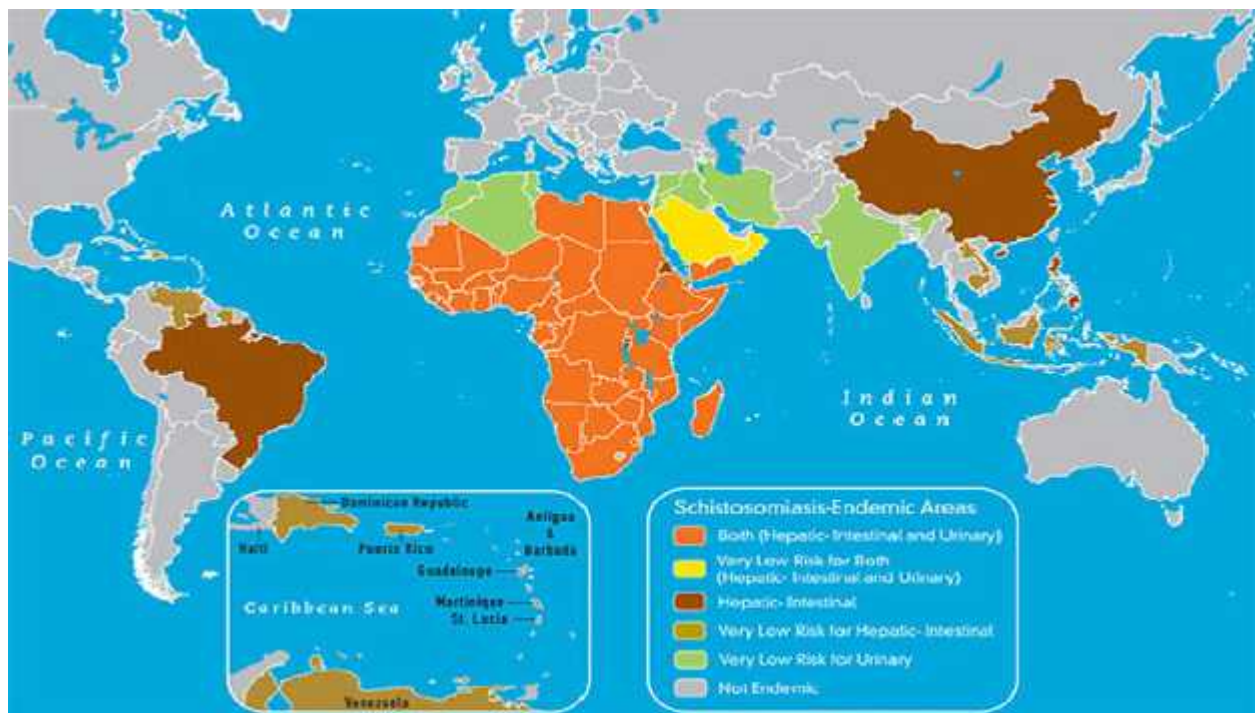 Atlantic
Ocean
Pacific
Ocean
Indian
Ocean
Dominican Republic
Haiti
Puerto Rico
Antigua
&
Barbuda
Guadeloupe
Caribbean Sea
Martinique
St. Lucia
Venezuela
Schistosomiasis-Endemic Areas
Both (Hepatic- Intestinal and Urinary)
Very Low Risk for Both
(Hepatic- Intestinal and Urinary)
Hepatic- Intestinal
Very Low Risk for Hepatic- Intestinal
Very Low Risk for Urinary
Not Endemic